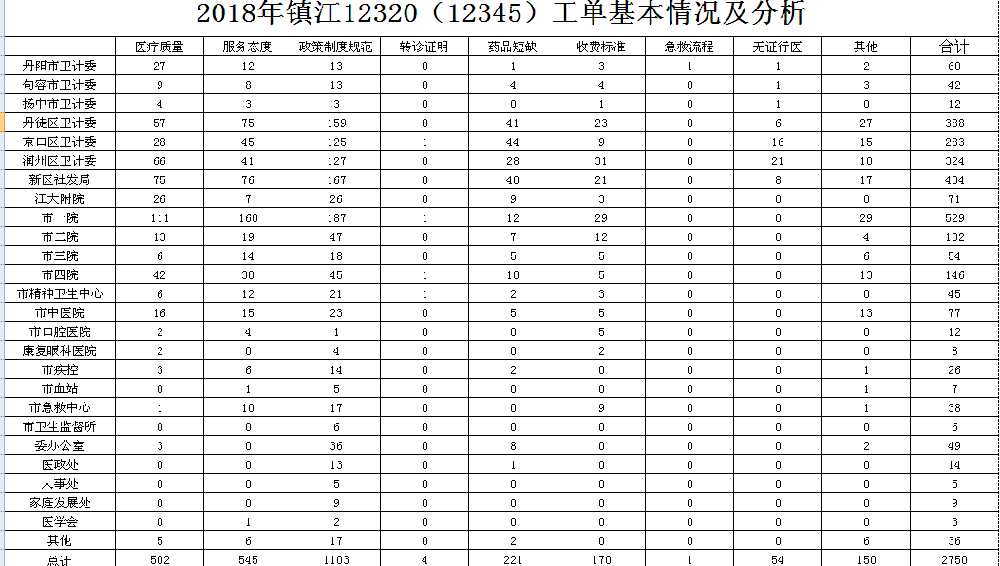 2018年镇江12320（12345）工单基本情况及分析
医疗质量 服务态度 政策制度规范 转诊证明 药品短缺 收费标准 急救流程 无证行医 其他 合计
丹阳市卫计委 27 12 13 0 1 3 1 1 2 60
句容市卫计委 9 8 13 0 4 4 0 1 3 42
扬中市卫计委 4 3 3 0 0 1 0 1 0 12
丹徒区卫计委 57 75 159 0 41 23 0 6 27 388
京口区卫计委 28 45 125 1 44 9 0 16 15 283
润州区卫计委 66 41 127 0 28 31 0 21 10 324
新区社发局 75 76 167 0 40 21 0 8 17 404
江大附院 26 7 26 0 9 3 0 0 0 71
市一院 111 160 187 1 12 29 0 0 29 529
市二院 13 19 47 0 7 12 0 0 4 102
市三院 6 14 18 0 5 5 0 0 6 54
市四院 42 30 45 1 10 5 0 0 13 146
市精神卫生中心 6 12 21 1 2 3 0 0 0 45
市中医院 16 15 23 0 5 5 0 0 13 77
市口腔医院 2 4 1 0 0 5 0 0 0 12
康复眼科医院 2 0 4 0 0 2 0 0 0 8
市疾控 3 6 14 0 2 0 0 0 1 26
市血站 0 1 5 0 0 0 0 0 1 7
市急救中心 1 10 17 0 0 9 0 0 1 38
市卫生监督所 0 0 6 0 0 0 0 0 0 6
委办公室 3 0 36 0 8 0 0 0 2 49
医政处 0 0 13 0 1 0 0 0 0 14
人事处 0 0 5 0 0 0 0 0 0 5
家庭发展处 0 0 9 0 0 0 0 0 0 9
医学会 0 1 2 0 0 0 0 0 0 3
其他 5 6 17 0 2 0 0 0 6 36
总计 502 545 1103 4 221 170 1 54 150 2750